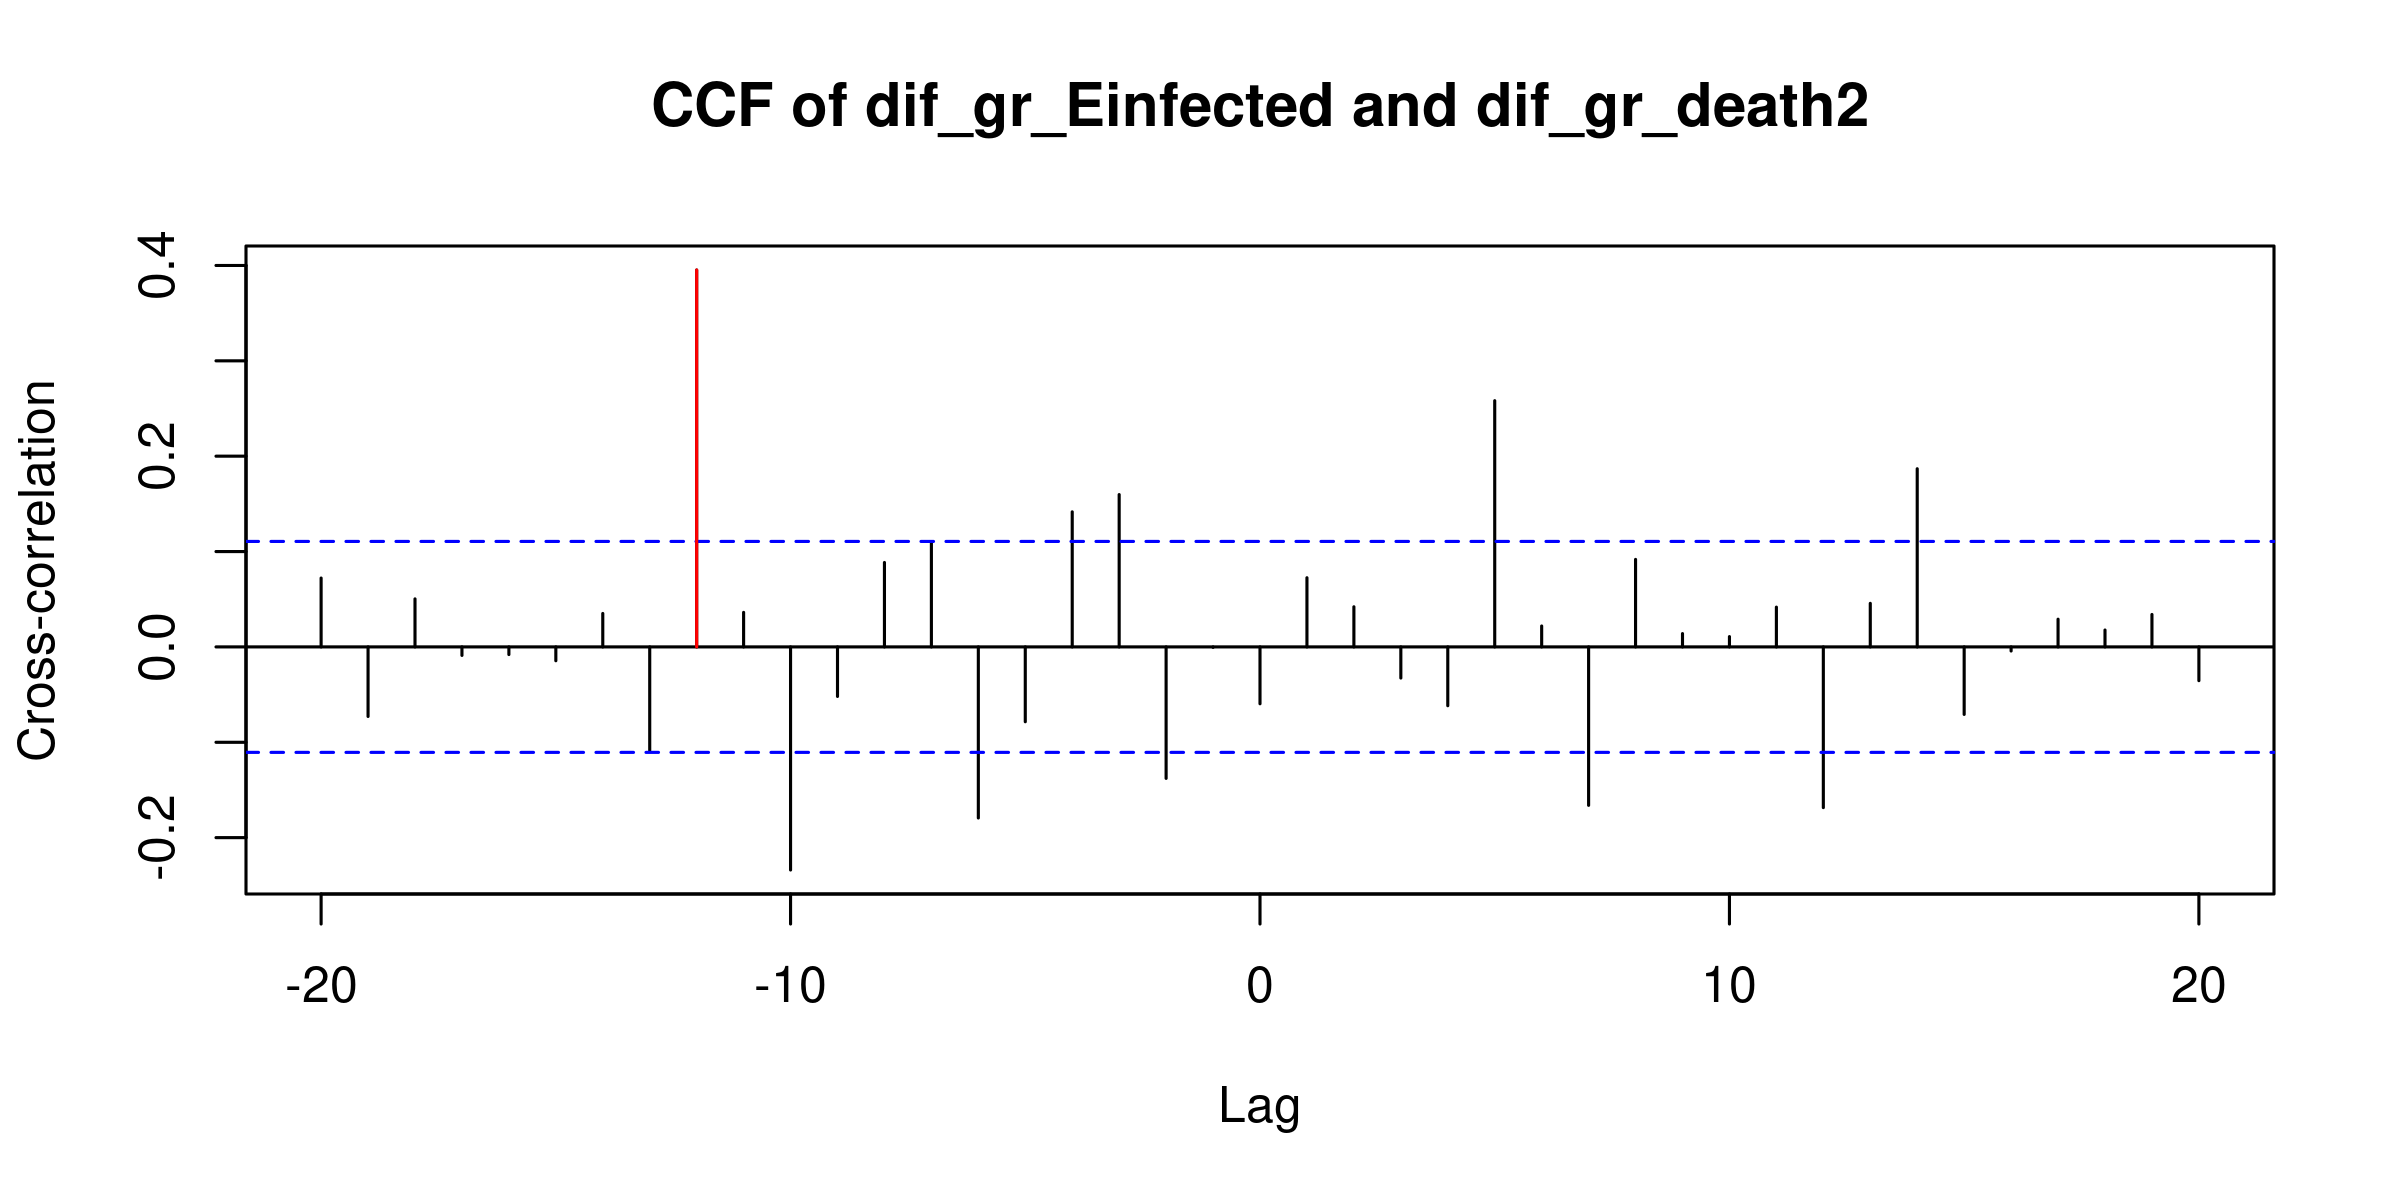 CCF of dif_gr_Einfected and dif_gr_death2
Cross-correlation
0.4
0.2
0.0
-0.2
-20 -10 0 10 20
Lag